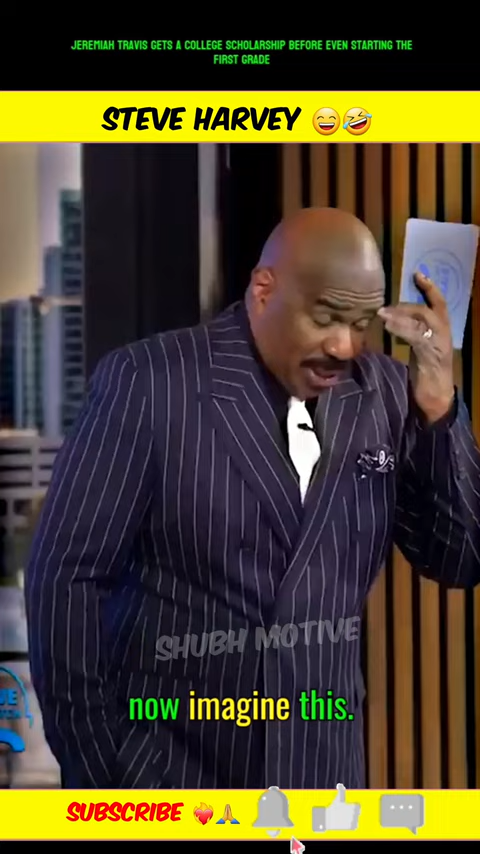 JEREMIAH TRAVIS GETS A COLLEGE SCHOLARSHIP BEFORE EVEN STARTING THE
FIRST GRADE
STEVE HARVEY 😄🤣
SHUBH MOTIVE
now imagine this.
SUBSCRIBE ❤️‍🔥🙏